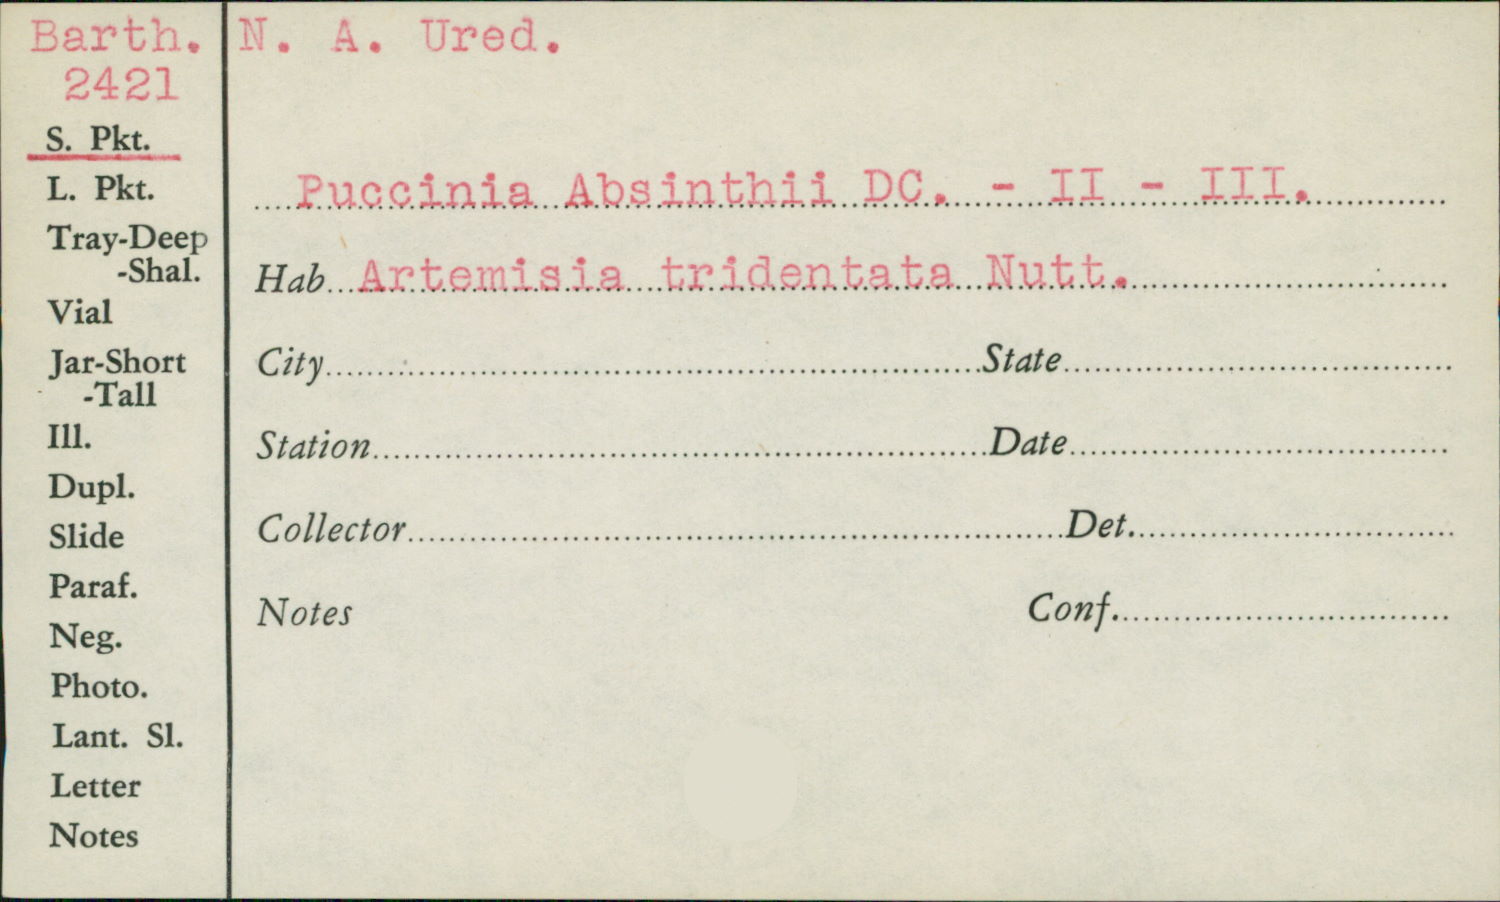 Barth. N. A. Ured.
2421
S. Pkt.
L. Pkt.
Tray-Deep
-Shal.
Vial
Jar-Short
-Tall
Ill.
Dupl.
Slide
Paraf.
Neg.
Photo.
Lant. Sl.
Letter
Notes
Puccinia Absinthii DC. - II - III.
Hab Artemisia tridentata Nutt.
City State
Station Date
Collector Det.
Notes Conf.